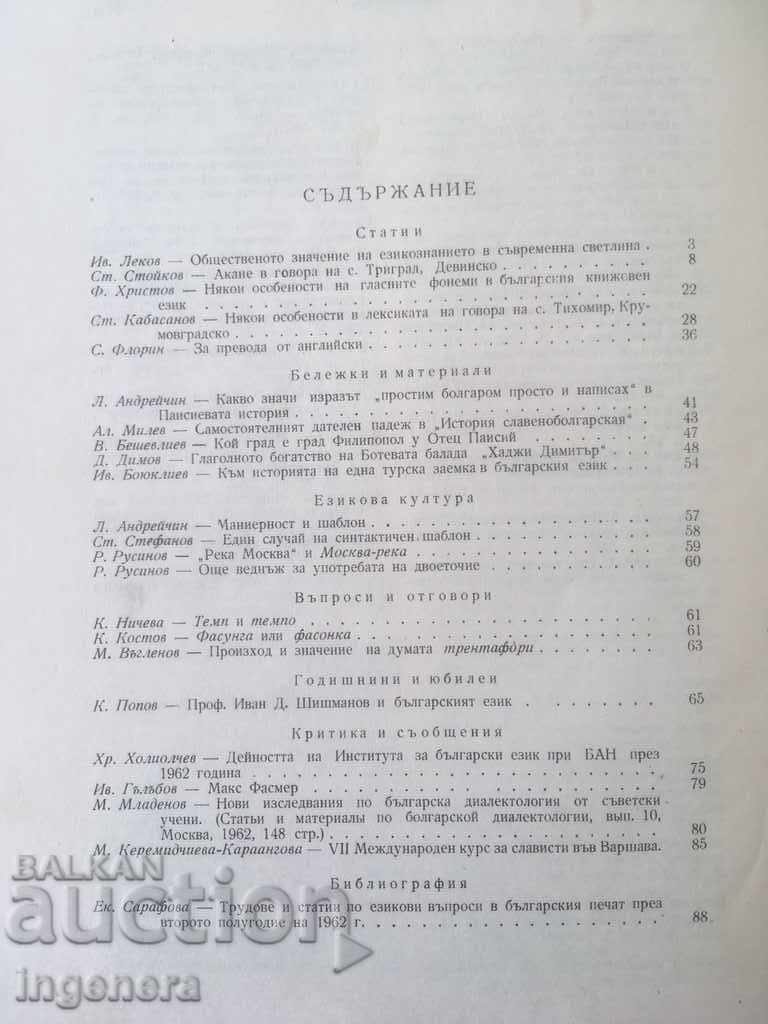 СЪДЪРЖАНИЕ
Статии
Ив. Леков — Общественото значение на езикознанието в съвременна светлина . 3
Ст. Стойков — Акане в говора на с. Триград, Девинско . . . . . . . . . 8
Ф. Христов — Някои особености на гласните фонеми в българския книжовен
език . . . . . . . . . . . . . . . . . . . . . . . 22
Ст. Кабасанов — Някои особености в лексиката на говора на с. Тихомир, Кру-
мовградско . . . . . . . . . . . . . . . . . . . . . 28
С. Флорин — За превода от английски . . . . . . . . . . . . . . . 36
Бележки и материали
Л. Андрейчин — Какво значи изразът „простим болгаром просто и написах“ в
Паисиевата история . . . . . . . . . . . . . . . . . . 41
Ал. Милев — Самостоятелният дателен падеж в „История славеноболгарская“ . 43
В. Бешевлиев — Кой град е град Филипопол у Отец Паисий . . . . . . . 47
Д. Димов — Глаголното богатство на Ботевата балада „Хаджи Димитър“ . . . 48
Ив. Боюклиев — Към историята на една турска заемка в българския език . . . 54
Езикова култура
Л. Андрейчин — Маниерност и шаблон . . . . . . . . . . . . . . . 57
Ст. Стефанов — Един случай на синтактичен шаблон . . . . . . . . . . 58
Р. Русинов — „Река Москва“ и Москва-река . . . . . . . . . . . . . 59
Р. Русинов — Още веднъж за употребата на двоеточие . . . . . . . . . 60
Въпроси и отговори
К. Ничева — Темп и темпо . . . . . . . . . . . . . . . . . . . 61
К. Костов — Фасунга или фасонка . . . . . . . . . . . . . . . . 61
М. Въгленов — Произход и значение на думата трентафори . . . . . . . 63
Годишнини и юбилеи
К. Попов — Проф. Иван Д. Шишманов и българският език . . . . . . . 65
Критика и съобщения
Хр. Холиолчев — Дейността на Института за български език при БАН през
1962 година . . . . . . . . . . . . . . . . . . . . . 75
Ив. Гълъбов — Макс Фасмер . . . . . . . . . . . . . . . . . . 79
М. Младенов — Нови изследвания по българска диалектология от съветски
учени. (Статьи и материалы по болгарской диалектологии, вып. 10,
Москва, 1962, 148 стр.) . . . . . . . . . . . . . . . . . 80
М. Керемидчиева-Караангова — VII Международен курс за слависти във Варшава. 85
Библиография
Ек. Сарафова — Трудове и статии по езикови въпроси в българския печат през
второто полугодие на 1962 г. . . . . . . . . . . . . . . . 88
BALKAN
auction
ingenera